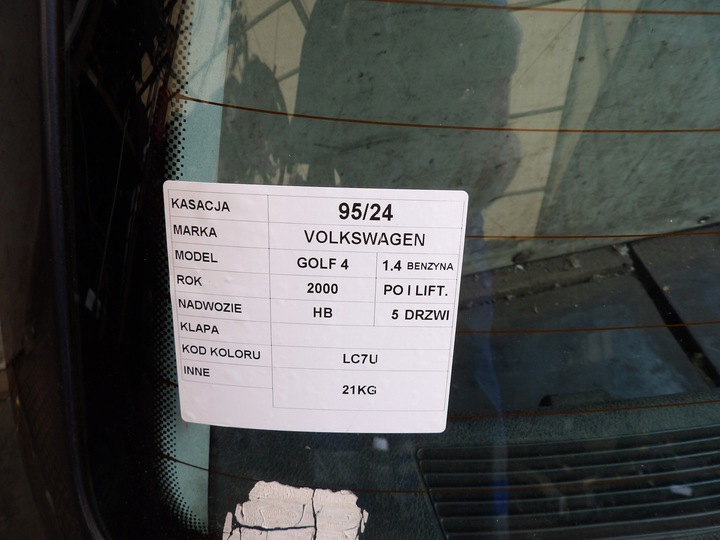 KASACJA 95/24
MARKA VOLKSWAGEN
MODEL GOLF 4 1.4 BENZYNA
ROK 2000 PO I LIFT.
NADWOZIE HB 5 DRZWI
KLAPA
KOD KOLORU LC7U
INNE 21KG